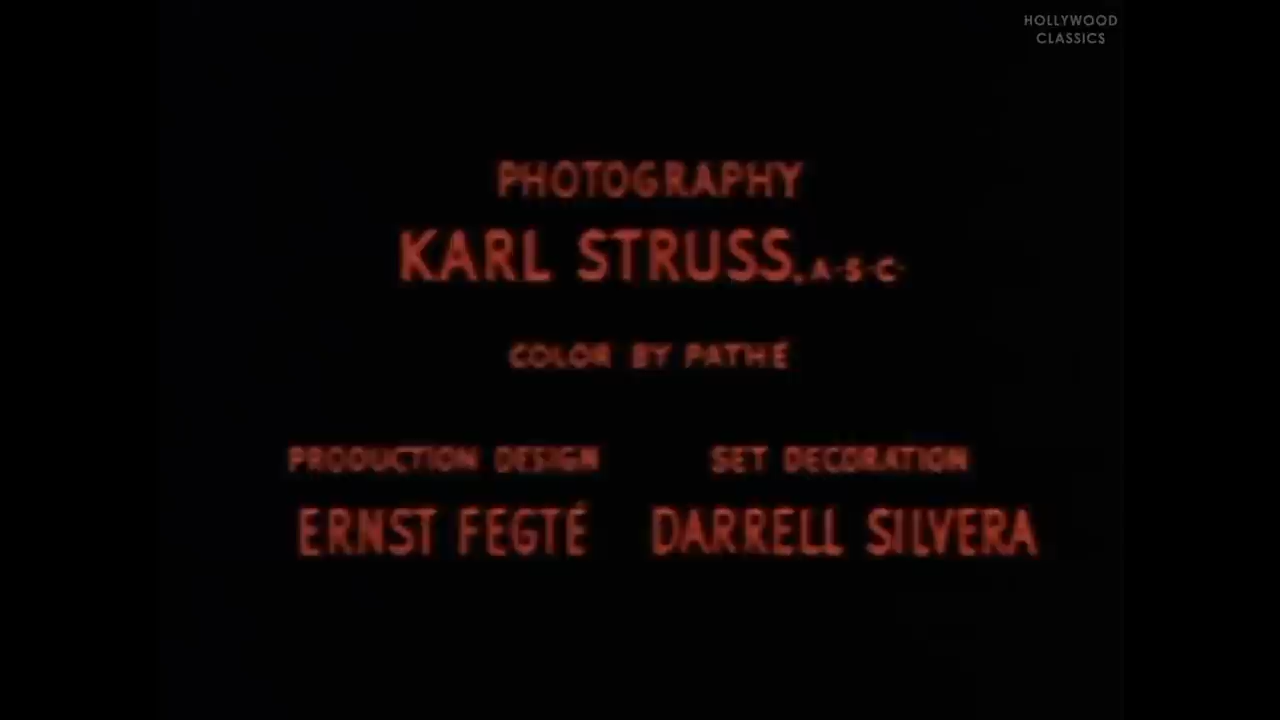 HOLLYWOOD
CLASSICS
PHOTOGRAPHY
KARL STRUSS, A·S·C·
COLOR BY PATHÉ
PRODUCTION DESIGN
ERNST FEGTÉ
SET DECORATION
DARRELL SILVERA